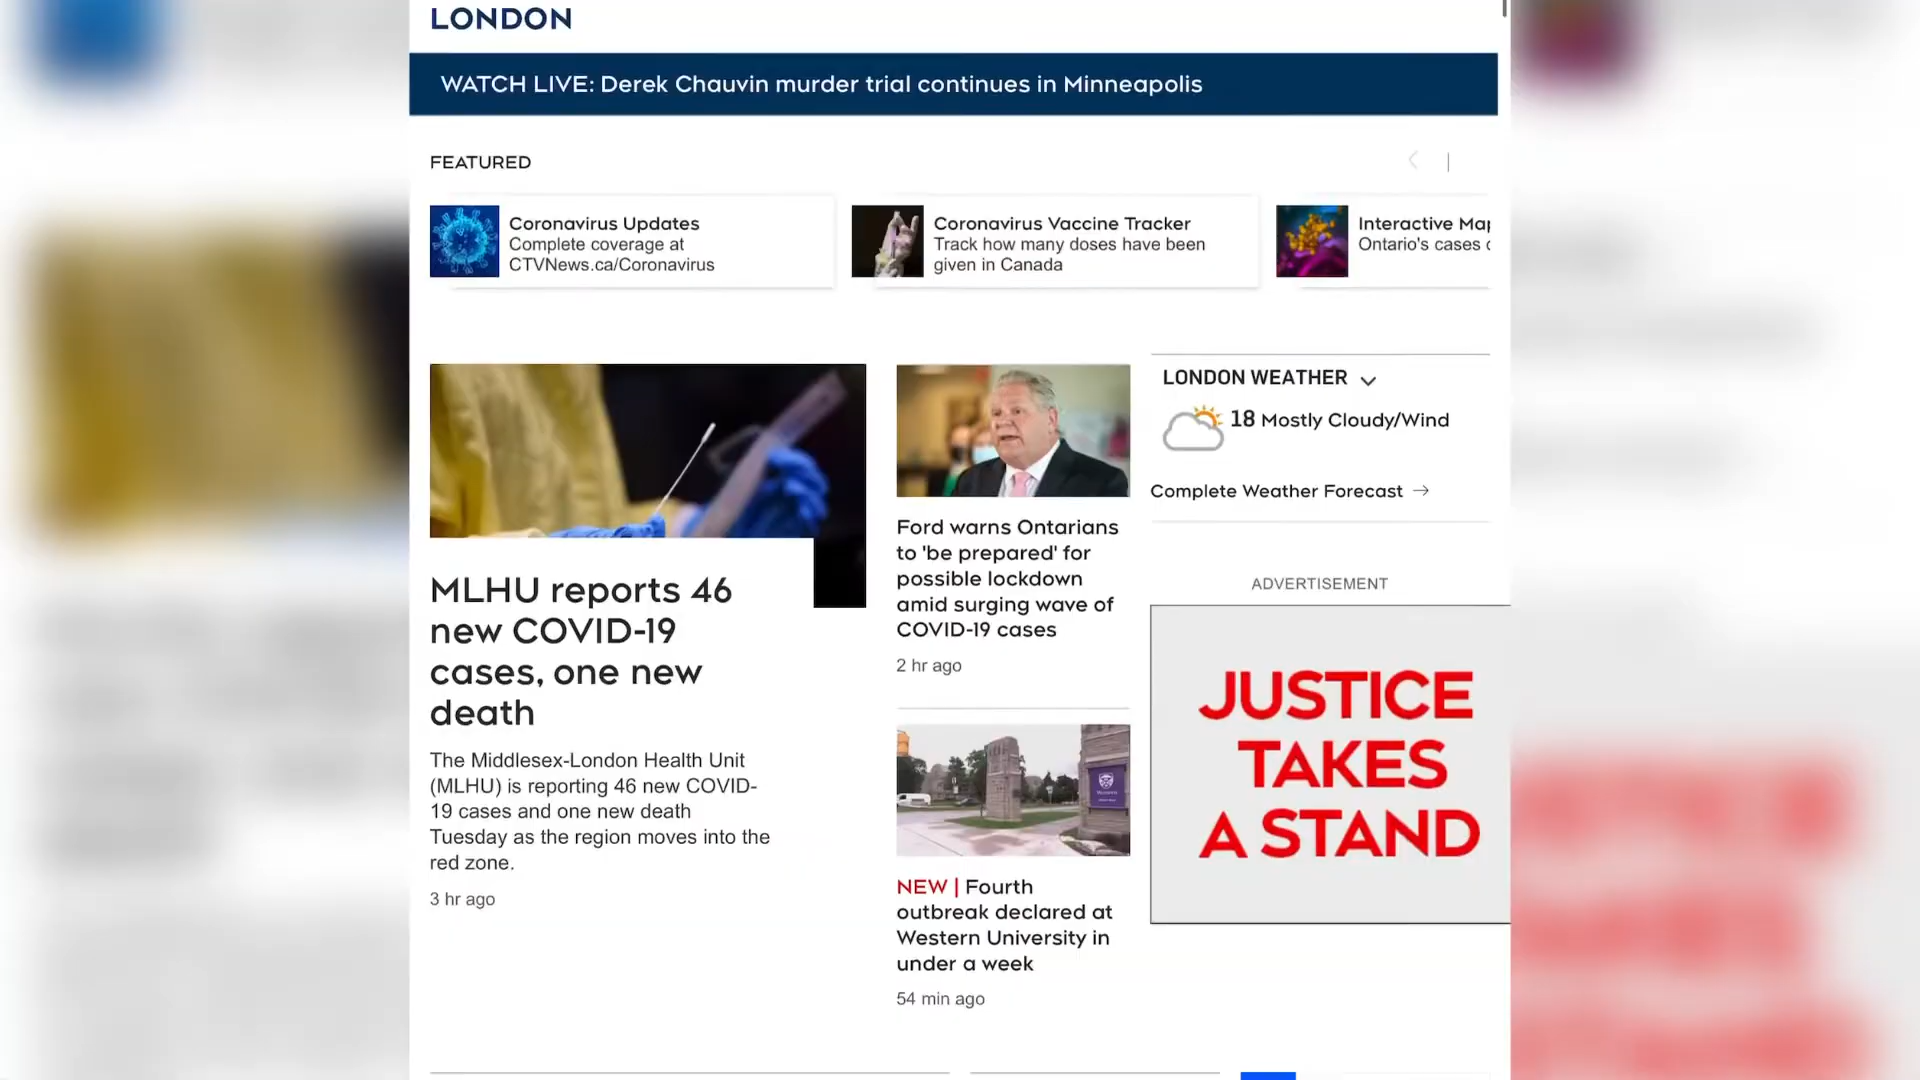 LONDON
WATCH LIVE: Derek Chauvin murder trial continues in Minneapolis
FEATURED
Coronavirus Updates
Complete coverage at
CTVNews.ca/Coronavirus
Coronavirus Vaccine Tracker
Track how many doses have been
given in Canada
Interactive
Ontario's cases
MLHU reports 46
new COVID-19
cases, one new
death
The Middlesex-London Health Unit
(MLHU) is reporting 46 new COVID-
19 cases and one new death
Tuesday as the region moves into the
red zone.
3 hr ago
Ford warns Ontarians
to 'be prepared' for
possible lockdown
amid surging wave of
COVID-19 cases
2 hr ago
NEW | Fourth
outbreak declared at
Western University in
under a week
54 min ago
LONDON WEATHER
18 Mostly Cloudy/Wind
Complete Weather Forecast →
ADVERTISEMENT
JUSTICE
TAKES
A STAND